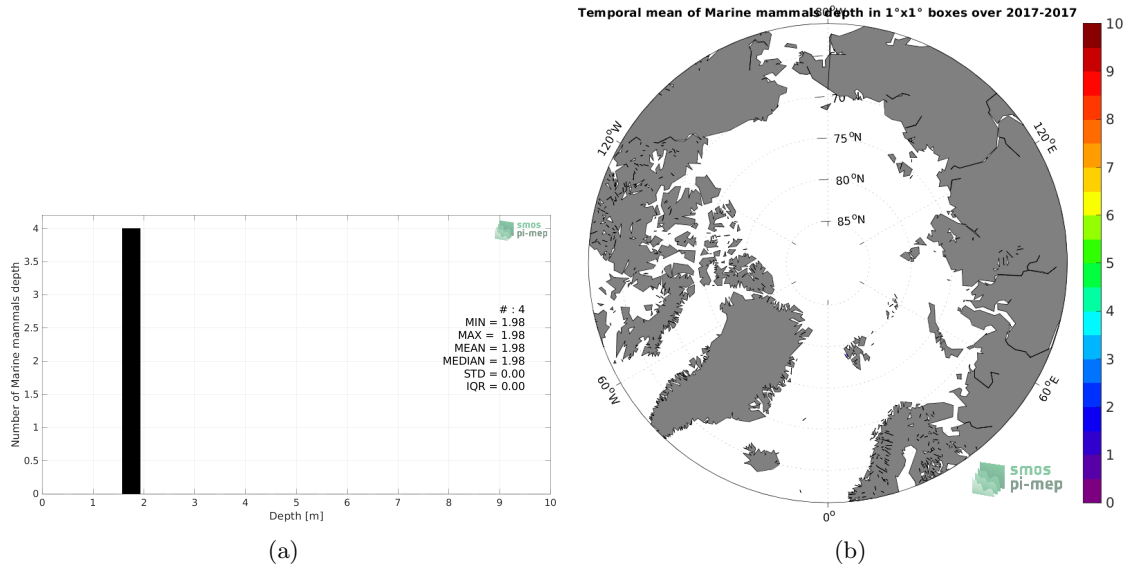 Temporal mean of Marine mammals depth in 1°x1° boxes over 2017-2017
180°W
Number of Marine mammals depth
4
3.5
3
2.5
2
1.5
1
0.5
0
0 1 2 3 4 5 6 7 8 9 10
Depth [m]
smos
pi-mep
# : 4
MIN = 1.98
MAX = 1.98
MEAN = 1.98
MEDIAN = 1.98
STD = 0.00
IQR = 0.00
(a)
120°W
120°E
70
75°N
80°N
85°N
60°W
60°E
0°
smos
pi-mep
10
9
8
7
6
5
4
3
2
1
0
(b)